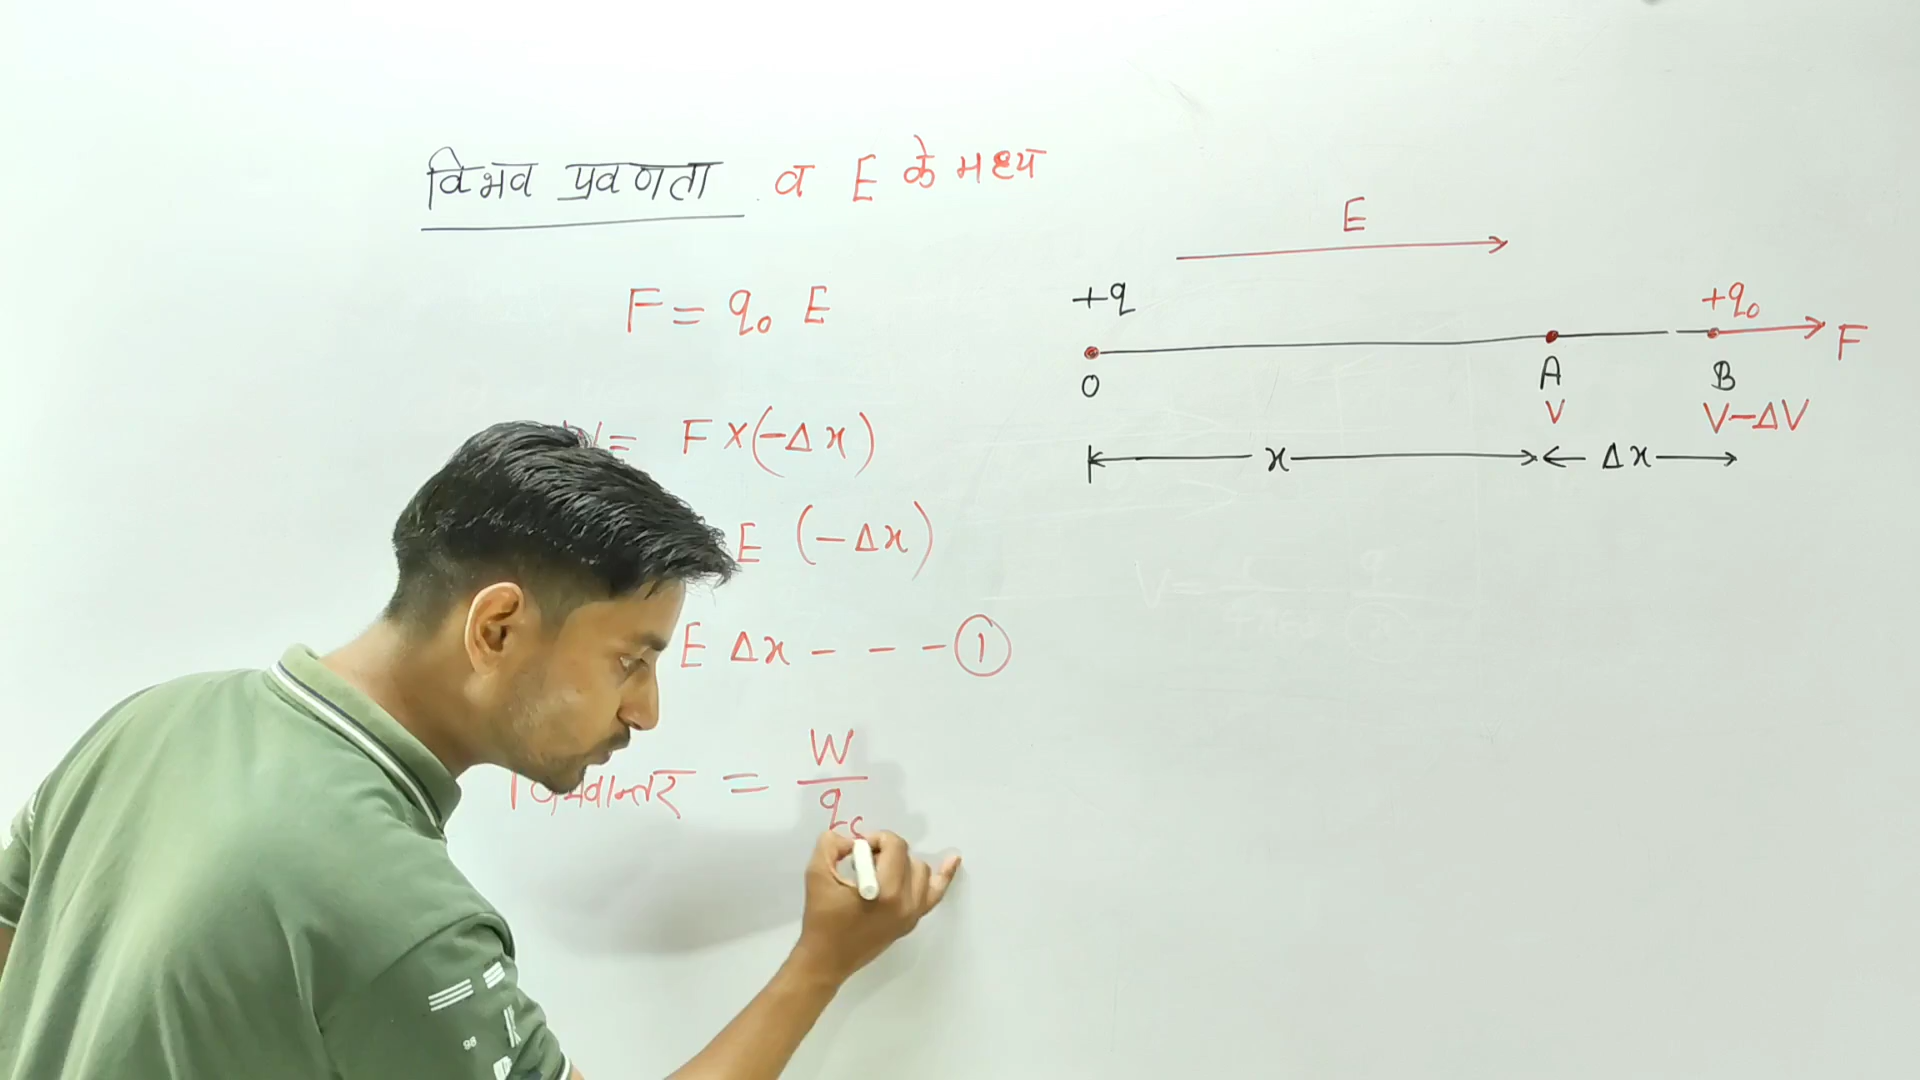 विभव प्रवणता व E के मध्य
F = q₀ E
W = F × (-Δx)
E (-Δx)
E Δx - - - ①
विभवान्तर = W / q₀
E
+q
+q₀
F
O
A
B
V
V-ΔV
x
Δx